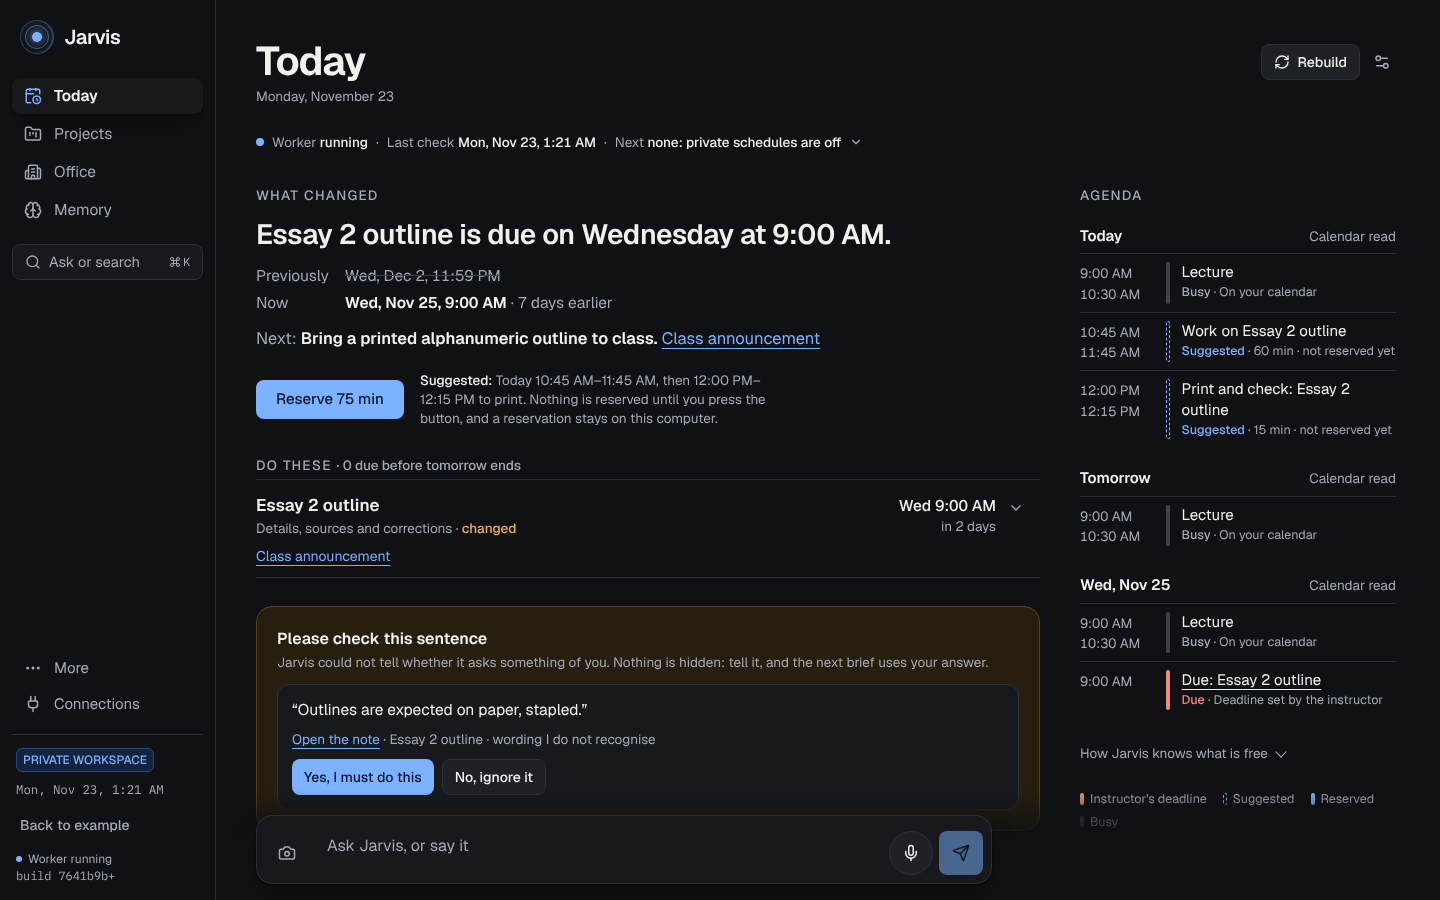 Jarvis
Today
Projects
Office
Memory
Ask or search ⌘ K
More
Connections
PRIVATE WORKSPACE
Mon, Nov 23, 1:21 AM
Back to example
Worker running
build 7641b9b+
Today
Monday, November 23
Rebuild
Worker running · Last check Mon, Nov 23, 1:21 AM · Next none: private schedules are off
WHAT CHANGED
Essay 2 outline is due on Wednesday at 9:00 AM.
Previously Wed, Dec 2, 11:59 PM
Now Wed, Nov 25, 9:00 AM · 7 days earlier
Next: Bring a printed alphanumeric outline to class. Class announcement
Reserve 75 min
Suggested: Today 10:45 AM–11:45 AM, then 12:00 PM–
12:15 PM to print. Nothing is reserved until you press the
button, and a reservation stays on this computer.
DO THESE · 0 due before tomorrow ends
Essay 2 outline
Wed 9:00 AM
Details, sources and corrections · changed
in 2 days
Class announcement
Please check this sentence
Jarvis could not tell whether it asks something of you. Nothing is hidden: tell it, and the next brief uses your answer.
“Outlines are expected on paper, stapled.”
Open the note · Essay 2 outline · wording I do not recognise
Yes, I must do this
No, ignore it
Ask Jarvis, or say it
AGENDA
Today Calendar read
9:00 AM Lecture
10:30 AM Busy · On your calendar
10:45 AM Work on Essay 2 outline
11:45 AM Suggested · 60 min · not reserved yet
12:00 PM Print and check: Essay 2
12:15 PM outline
Suggested · 15 min · not reserved yet
Tomorrow Calendar read
9:00 AM Lecture
10:30 AM Busy · On your calendar
Wed, Nov 25 Calendar read
9:00 AM Lecture
10:30 AM Busy · On your calendar
9:00 AM Due: Essay 2 outline
Due · Deadline set by the instructor
How Jarvis knows what is free
Instructor's deadline Suggested Reserved
Busy